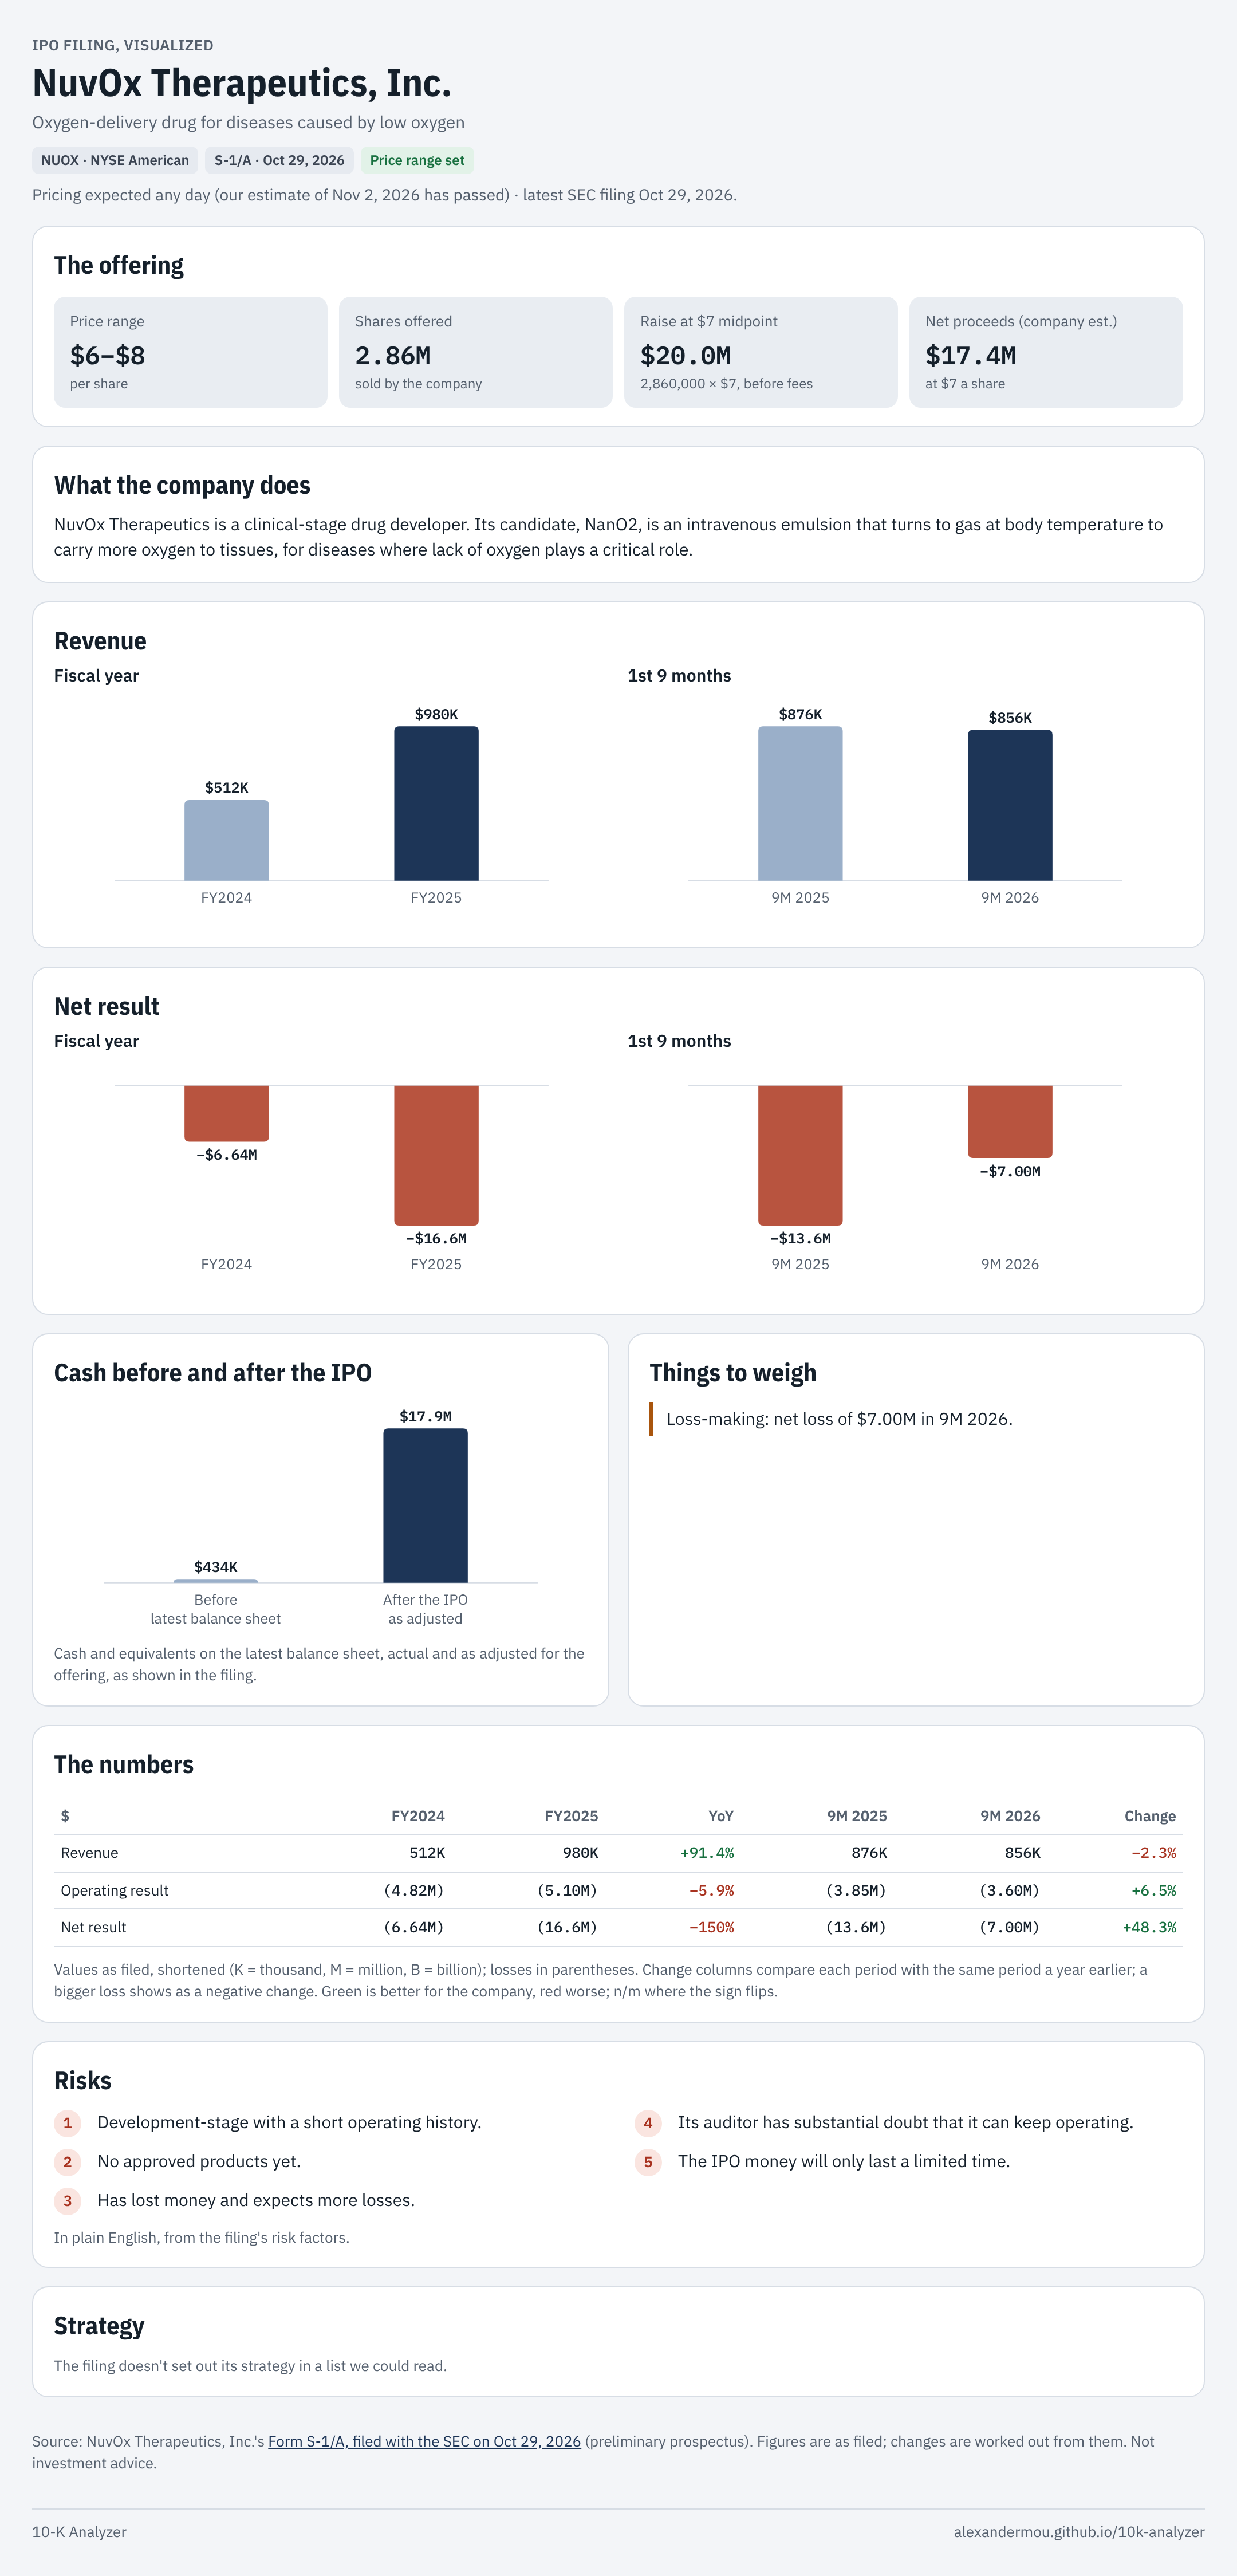 IPO FILING, VISUALIZED
NuvOx Therapeutics, Inc.
Oxygen-delivery drug for diseases caused by low oxygen
NUOX · NYSE American
S-1/A · Oct 29, 2026
Price range set
Pricing expected any day (our estimate of Nov 2, 2026 has passed) · latest SEC filing Oct 29, 2026.
The offering
Price range
$6–$8
per share
Shares offered
2.86M
sold by the company
Raise at $7 midpoint
$20.0M
2,860,000 × $7, before fees
Net proceeds (company est.)
$17.4M
at $7 a share
What the company does
NuvOx Therapeutics is a clinical-stage drug developer. Its candidate, NanO2, is an intravenous emulsion that turns to gas at body temperature to
carry more oxygen to tissues, for diseases where lack of oxygen plays a critical role.
Revenue
Fiscal year
$512K
$980K
FY2024
FY2025
1st 9 months
$876K
$856K
9M 2025
9M 2026
Net result
Fiscal year
−$6.64M
−$16.6M
FY2024
FY2025
1st 9 months
−$13.6M
−$7.00M
9M 2025
9M 2026
Cash before and after the IPO
$434K
$17.9M
Before
latest balance sheet
After the IPO
as adjusted
Cash and equivalents on the latest balance sheet, actual and as adjusted for the
offering, as shown in the filing.
Things to weigh
Loss-making: net loss of $7.00M in 9M 2026.
The numbers
$ FY2024 FY2025 YoY 9M 2025 9M 2026 Change
Revenue 512K 980K +91.4% 876K 856K −2.3%
Operating result (4.82M) (5.10M) −5.9% (3.85M) (3.60M) +6.5%
Net result (6.64M) (16.6M) −150% (13.6M) (7.00M) +48.3%
Values as filed, shortened (K = thousand, M = million, B = billion); losses in parentheses. Change columns compare each period with the same period a year earlier; a
bigger loss shows as a negative change. Green is better for the company, red worse; n/m where the sign flips.
Risks
1 Development-stage with a short operating history.
2 No approved products yet.
3 Has lost money and expects more losses.
4 Its auditor has substantial doubt that it can keep operating.
5 The IPO money will only last a limited time.
In plain English, from the filing's risk factors.
Strategy
The filing doesn't set out its strategy in a list we could read.
Source: NuvOx Therapeutics, Inc.'s Form S-1/A, filed with the SEC on Oct 29, 2026 (preliminary prospectus). Figures are as filed; changes are worked out from them. Not
investment advice.
10-K Analyzer
alexandermou.github.io/10k-analyzer